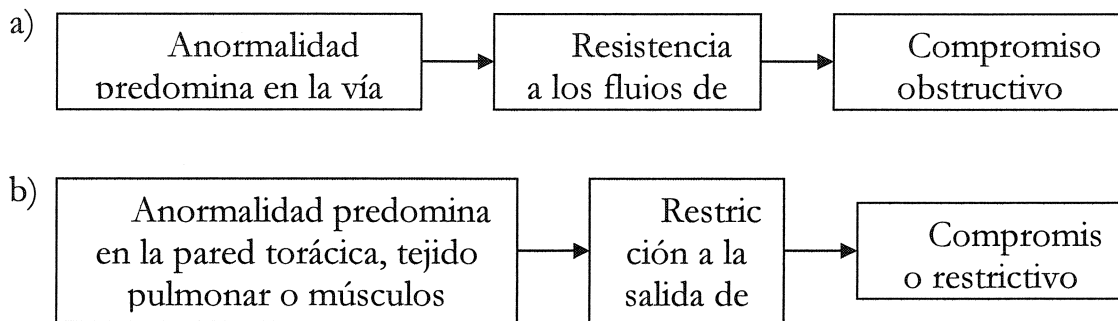 a)
Anormalidad
predomina en la vía
Resistencia
a los flujos de
Compromiso
obstructivo
b)
Anormalidad predomina
en la pared torácica, tejido
pulmonar o músculos
Restric
ción a la
salida de
Compromis
o restrictivo